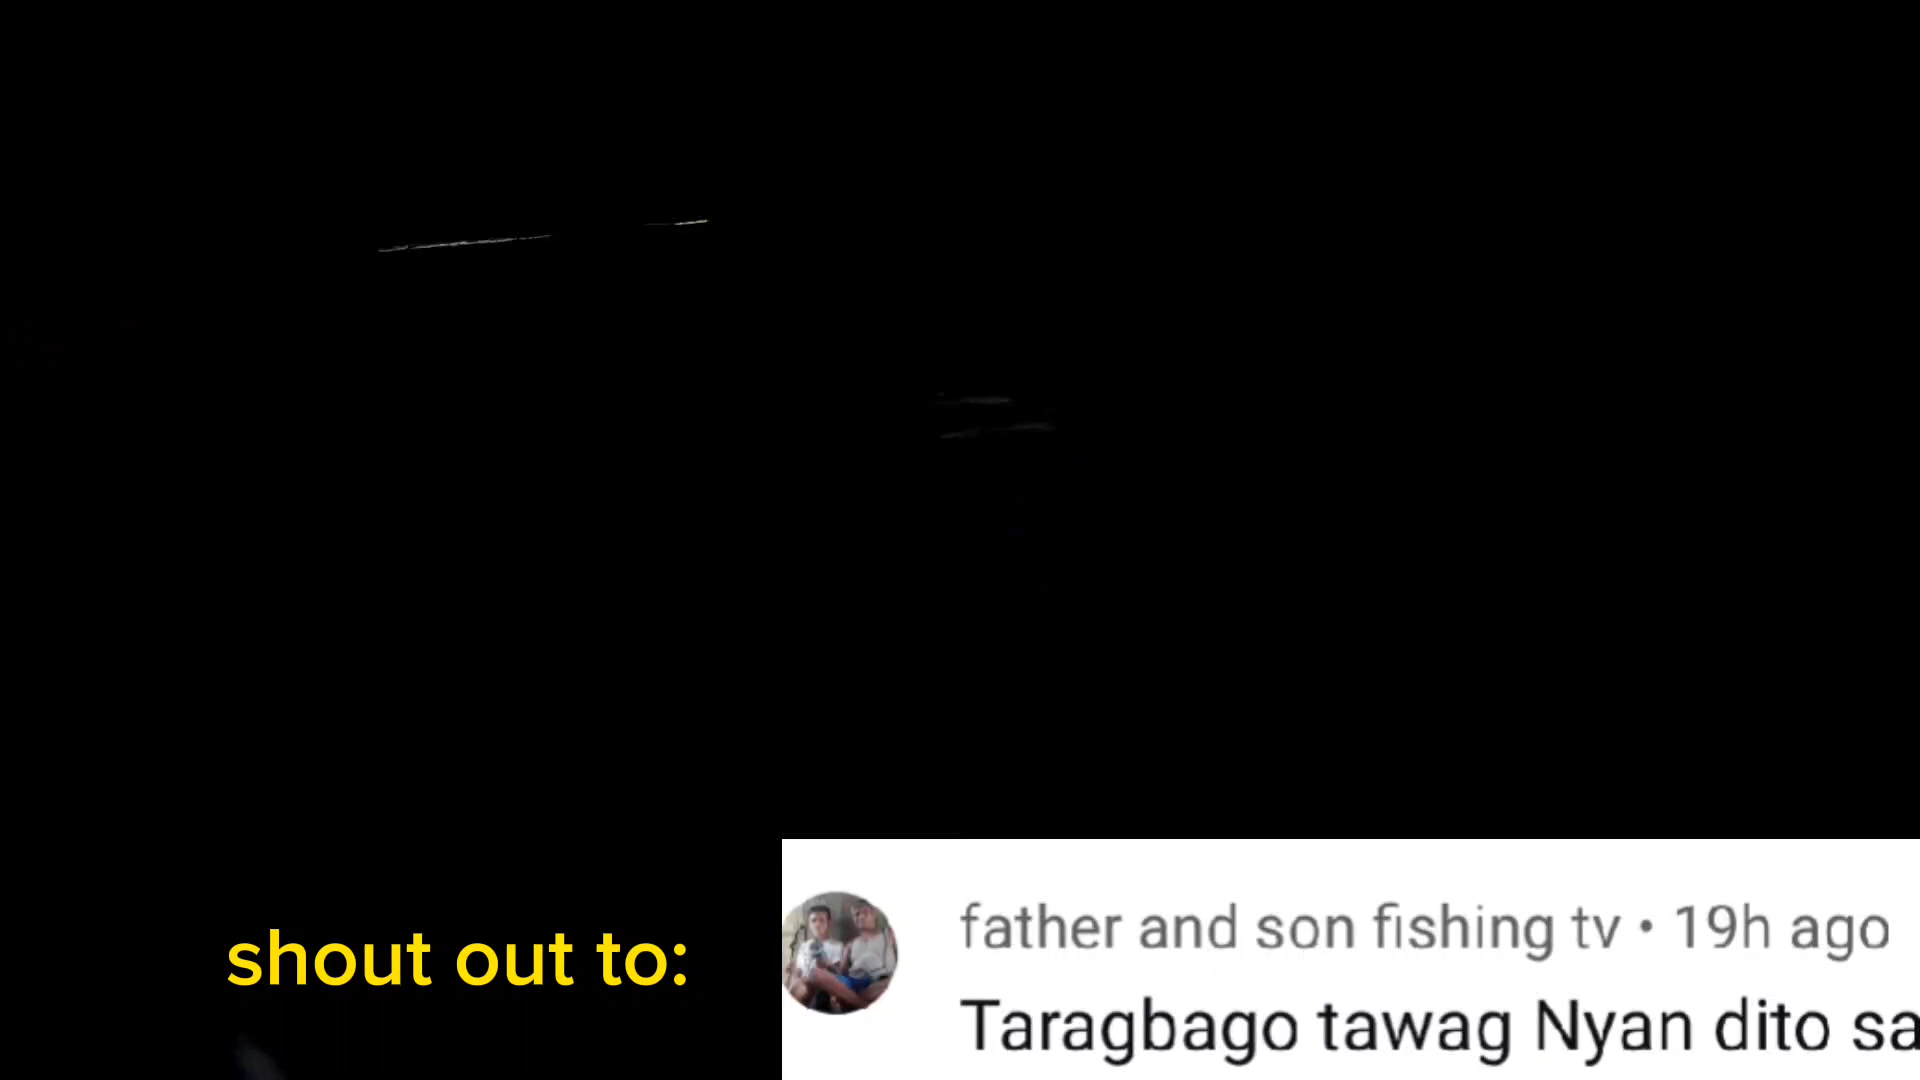 shout out to:
father and son fishing tv • 19h ago
Taragbago tawag Nyan dito sa